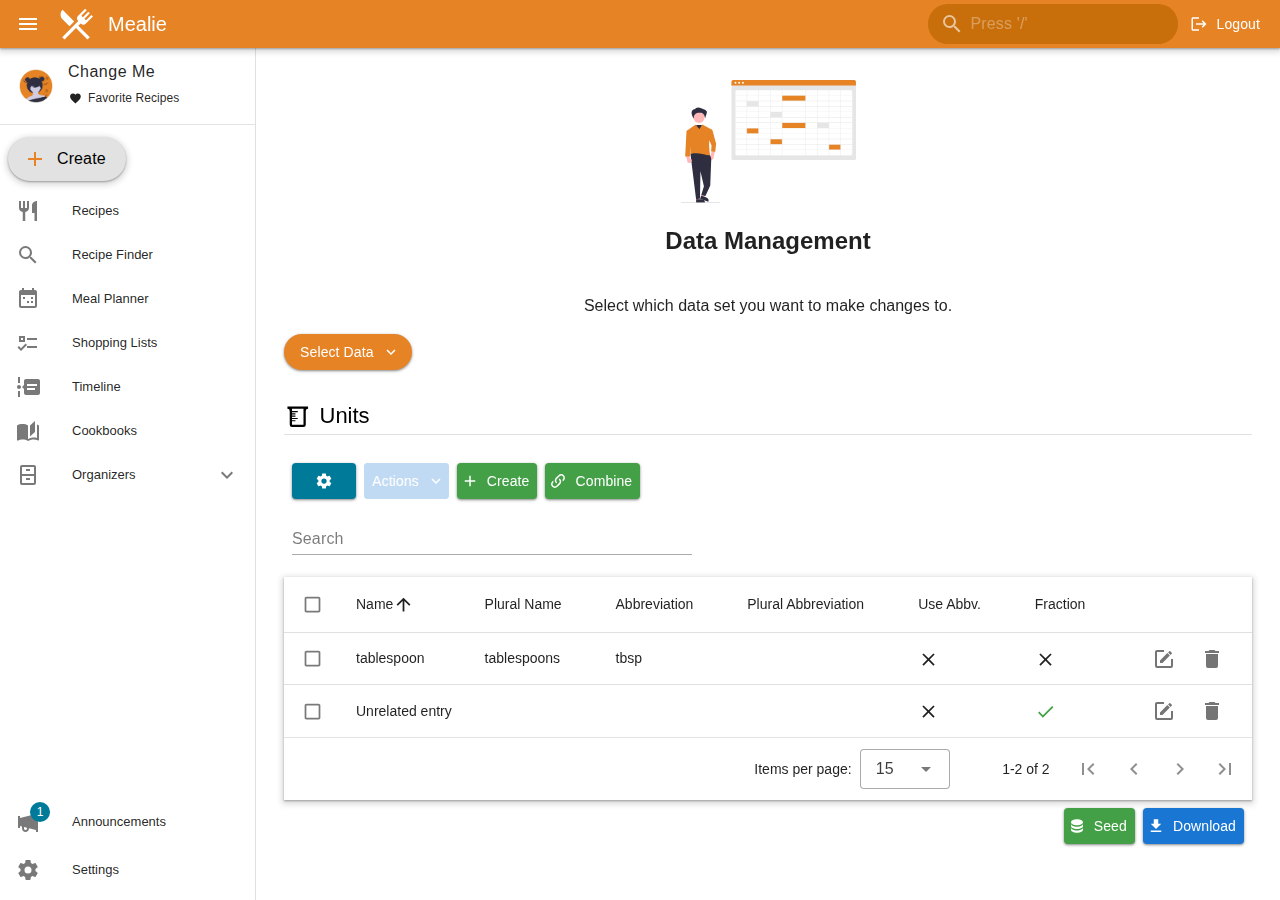 Mealie
Press '/'
Logout
Change Me
Favorite Recipes
Create
Recipes
Recipe Finder
Meal Planner
Shopping Lists
Timeline
Cookbooks
Organizers
Announcements
1
Settings
Data Management
Select which data set you want to make changes to.
Select Data
Units
Actions
Create
Combine
Search
Name Plural Name Abbreviation Plural Abbreviation Use Abbv. Fraction
tablespoon tablespoons tbsp
Unrelated entry
Items per page: 15 1-2 of 2
Seed
Download